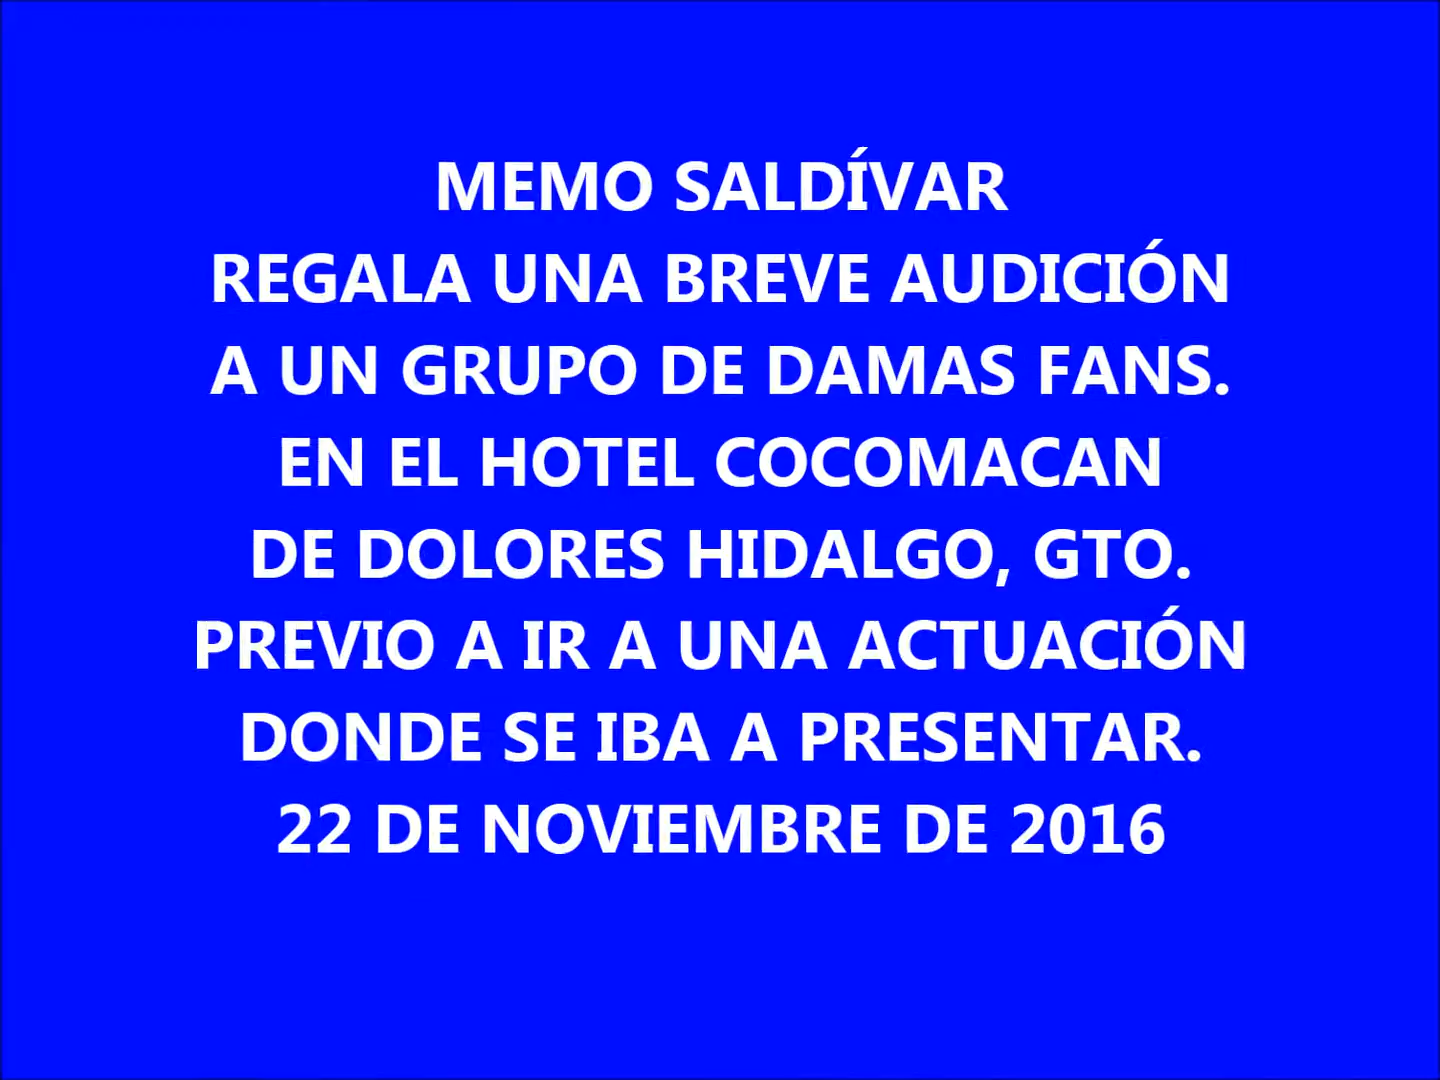 MEMO SALDÍVAR
REGALA UNA BREVE AUDICIÓN
A UN GRUPO DE DAMAS FANS.
EN EL HOTEL COCOMACAN
DE DOLORES HIDALGO, GTO.
PREVIO A IR A UNA ACTUACIÓN
DONDE SE IBA A PRESENTAR.
22 DE NOVIEMBRE DE 2016